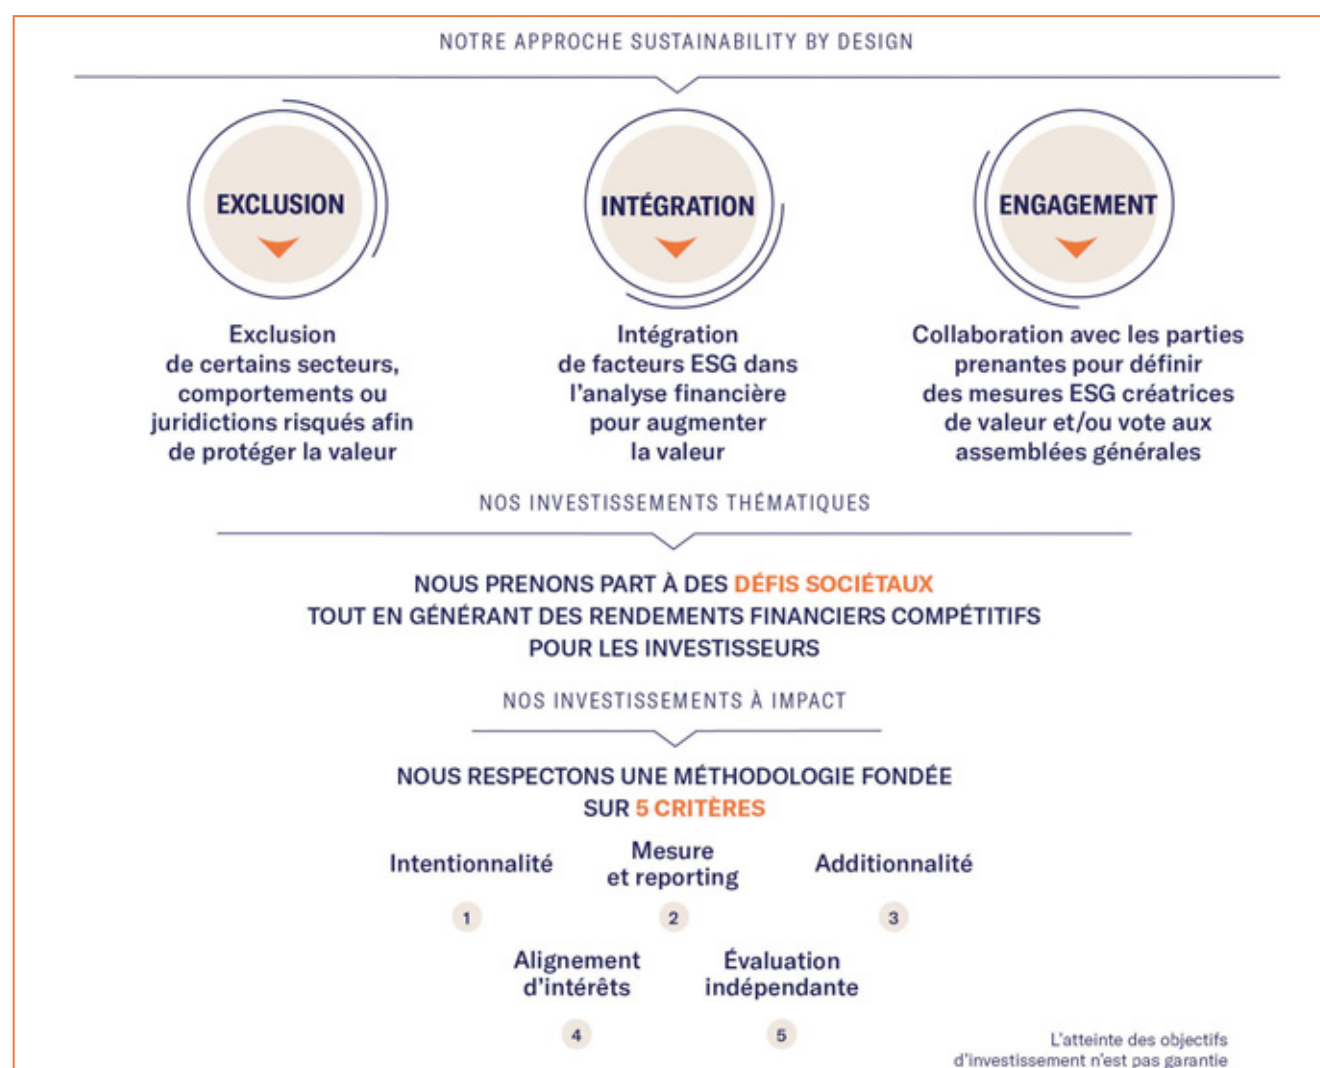 NOTRE APPROCHE SUSTAINABILITY BY DESIGN
EXCLUSION
Exclusion
de certains secteurs,
comportements ou
juridictions risqués afin
de protéger la valeur
INTÉGRATION
Intégration
de facteurs ESG dans
l'analyse financière
pour augmenter
la valeur
ENGAGEMENT
Collaboration avec les parties
prenantes pour définir
des mesures ESG créatrices
de valeur et/ou vote aux
assemblées générales
NOS INVESTISSEMENTS THÉMATIQUES
NOUS PRENONS PART À DES DÉFIS SOCIÉTAUX
TOUT EN GÉNÉRANT DES RENDEMENTS FINANCIERS COMPÉTITIFS
POUR LES INVESTISSEURS
NOS INVESTISSEMENTS À IMPACT
NOUS RESPECTONS UNE MÉTHODOLOGIE FONDÉE
SUR 5 CRITÈRES
Intentionnalité
1
Mesure
et reporting
2
Additionnalité
3
Alignement
d'intérêts
4
Évaluation
indépendante
5
L'atteinte des objectifs
d'investissement n'est pas garantie